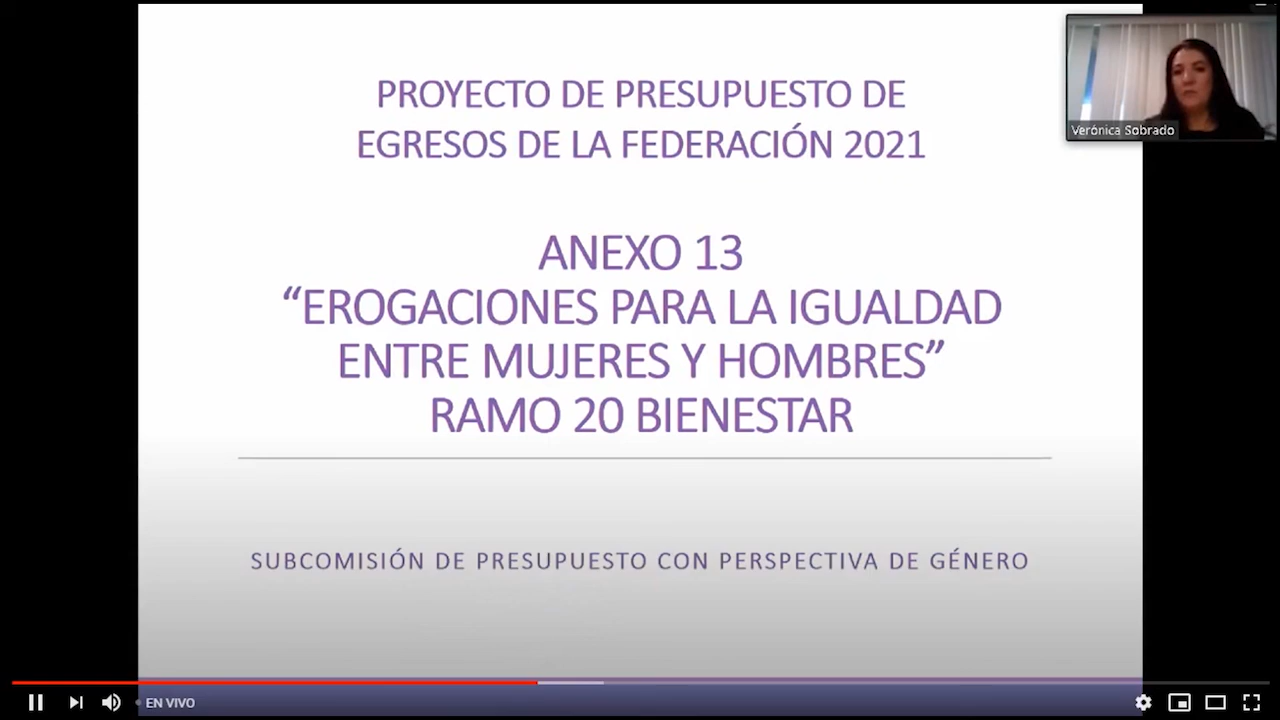 PROYECTO DE PRESUPUESTO DE
EGRESOS DE LA FEDERACIÓN 2021
Verónica Sobrado
ANEXO 13
“EROGACIONES PARA LA IGUALDAD
ENTRE MUJERES Y HOMBRES”
RAMO 20 BIENESTAR
SUBCOMISIÓN DE PRESUPUESTO CON PERSPECTIVA DE GÉNERO
EN VIVO